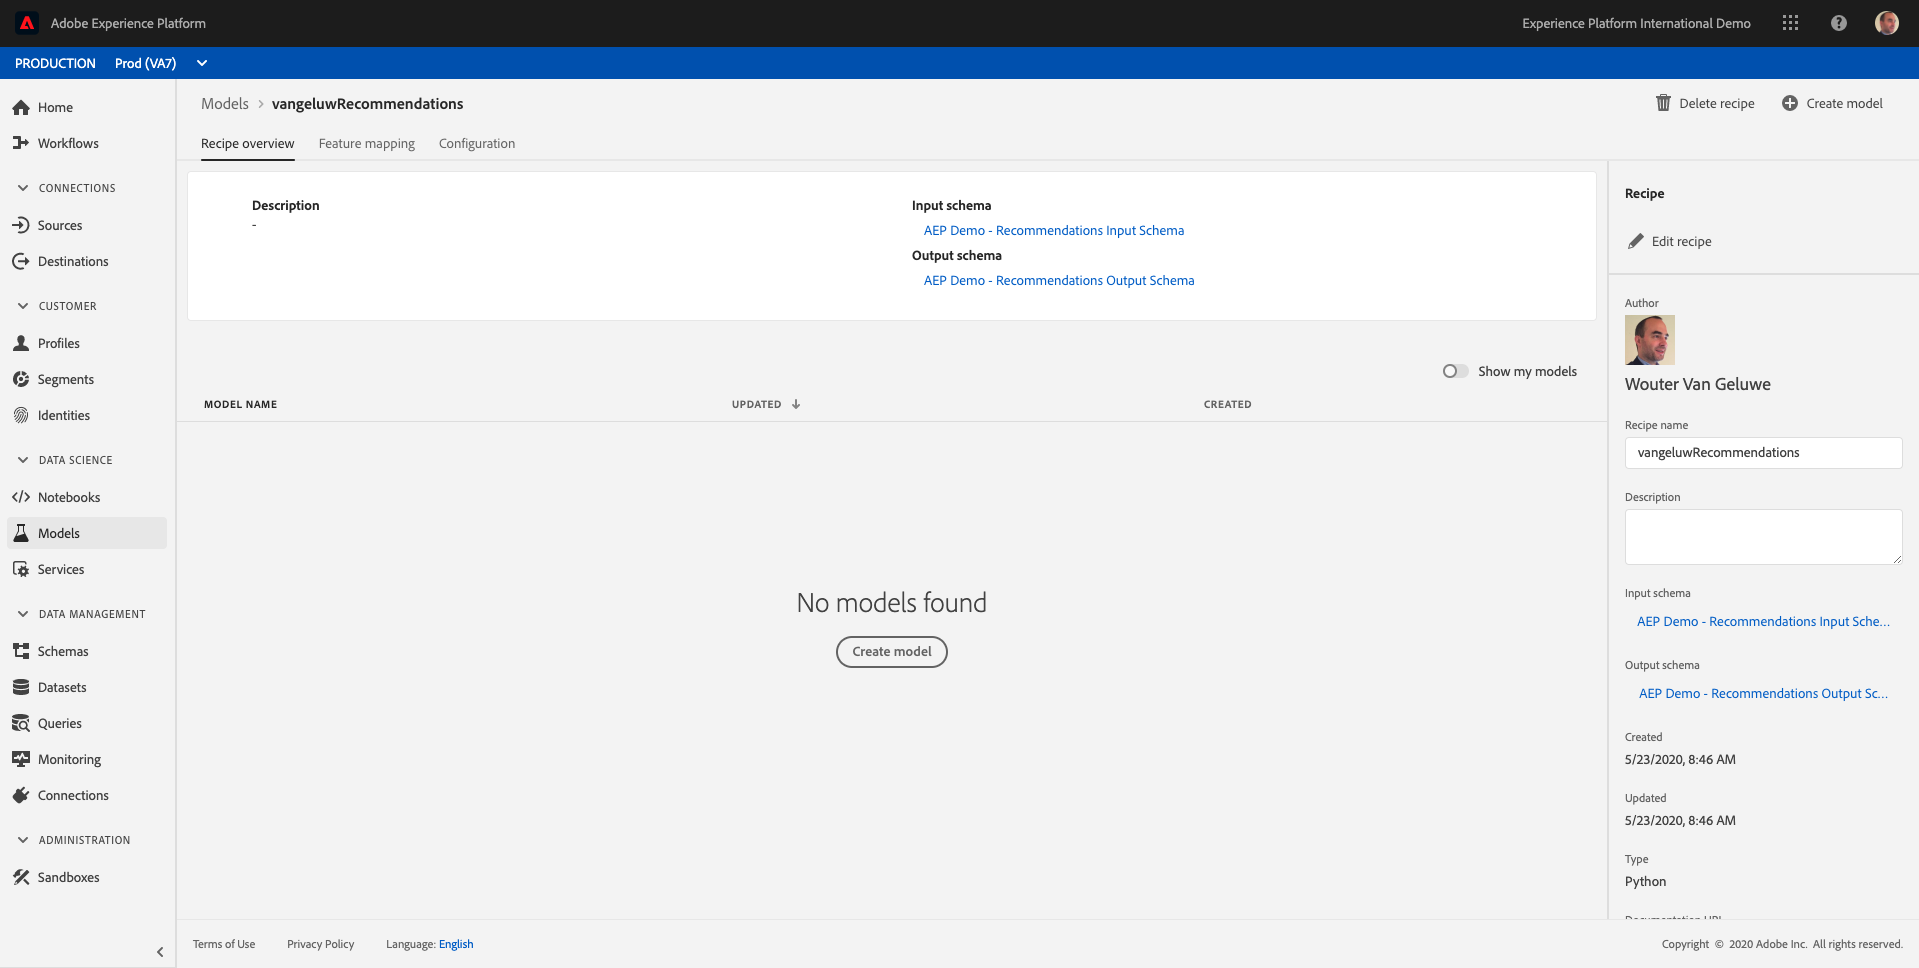 Adobe Experience Platform
Experience Platform International Demo
PRODUCTION Prod (VA7)
Home
Workflows
CONNECTIONS
Sources
Destinations
CUSTOMER
Profiles
Segments
Identities
DATA SCIENCE
Notebooks
Models
Services
DATA MANAGEMENT
Schemas
Datasets
Queries
Monitoring
Connections
ADMINISTRATION
Sandboxes
Models > vangeluwRecommendations
Delete recipe
Create model
Recipe overview
Feature mapping
Configuration
Description
-
Input schema
AEP Demo - Recommendations Input Schema
Output schema
AEP Demo - Recommendations Output Schema
Show my models
MODEL NAME
UPDATED
CREATED
No models found
Create model
Recipe
Edit recipe
Author
Wouter Van Geluwe
Recipe name
vangeluwRecommendations
Description
Input schema
AEP Demo - Recommendations Input Sche...
Output schema
AEP Demo - Recommendations Output Sc...
Created
5/23/2020, 8:46 AM
Updated
5/23/2020, 8:46 AM
Type
Python
Terms of Use
Privacy Policy
Language: English
Copyright © 2020 Adobe Inc. All rights reserved.